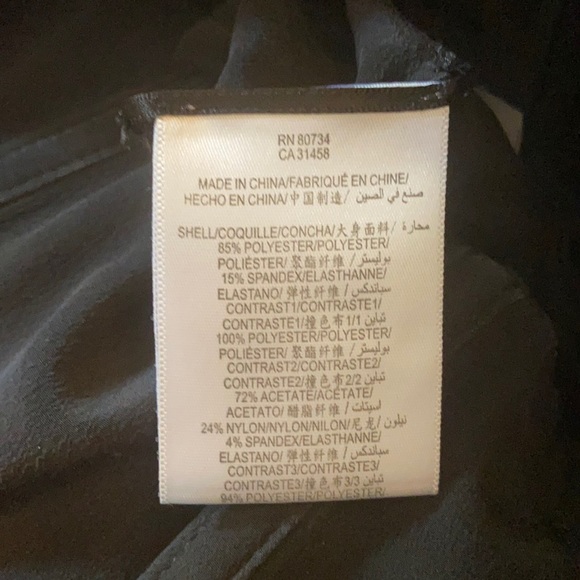 RN 80734
CA 31458
MADE IN CHINA/FABRIQUÉ EN CHINE/
HECHO EN CHINA/中国制造/ صنع في الصين
SHELL/COQUILLE/CONCHA/大身面料/ محارة
85% POLYESTER/POLYESTER/
POLIÉSTER/ 聚酯纤维 / بوليستر
15% SPANDEX/ELASTHANNE/
ELASTANO/ 弹性纤维 / سباندكس
CONTRAST1/CONTRASTE1/
CONTRASTE1/撞色布1/1 تباين
100% POLYESTER/POLYESTER/
POLIÉSTER/ 聚酯纤维 / بوليستر
CONTRAST2/CONTRASTE2/
CONTRASTE2/撞色布2/2 تباين
72% ACETATE/ACÉTATE/
ACETATO/ 醋脂纤维 / اسيتات
24% NYLON/NYLON/NILON/尼龙/ نيلون
4% SPANDEX/ELASTHANNE/
ELASTANO/ 弹性纤维 / سباندكس
CONTRAST3/CONTRASTE3/
CONTRASTE3/撞色布3/3 تباين
94% POLYESTER/POLYESTER/